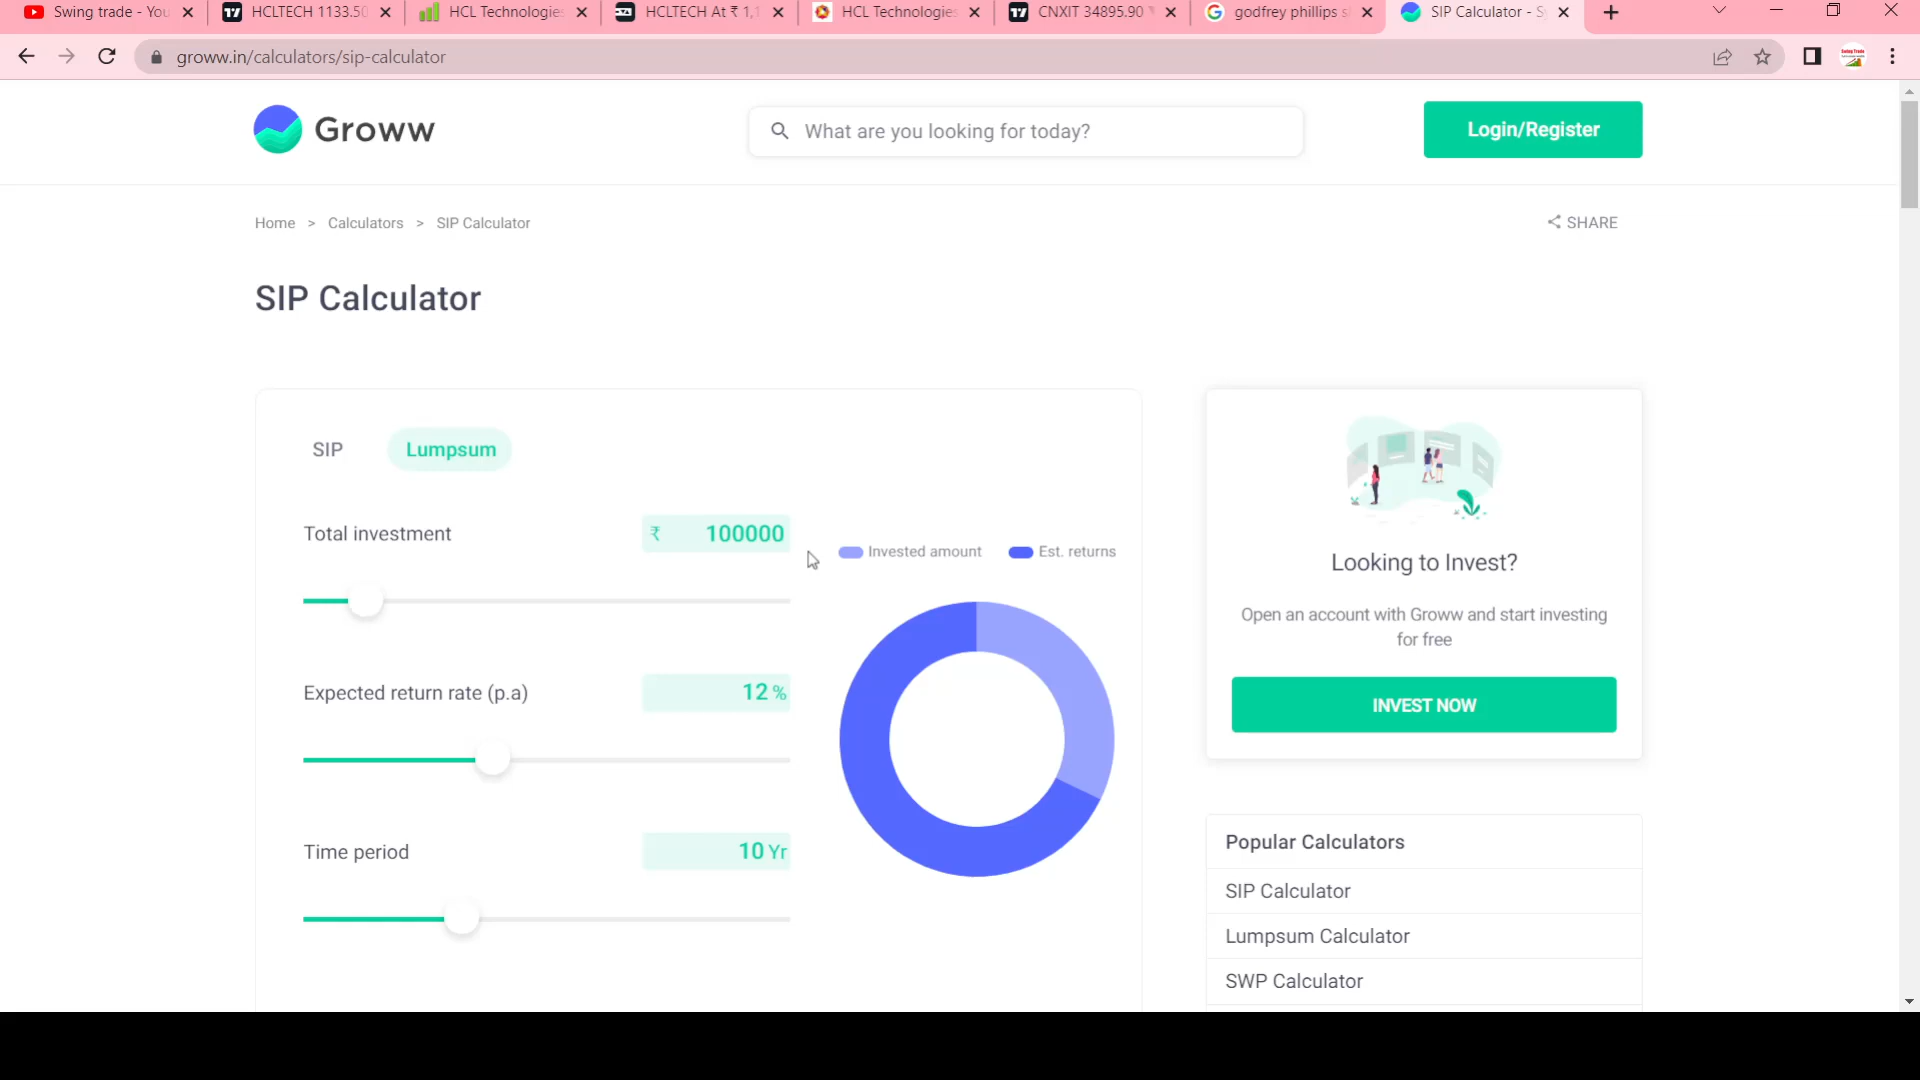 Swing trade - You
HCLTECH 1133.50
HCL Technologies
HCLTECH At ₹ 1,1
HCL Technologies
CNXIT 34895.90
godfrey phillips s
SIP Calculator - Sy
groww.in/calculators/sip-calculator
Groww
What are you looking for today?
Login/Register
Home > Calculators > SIP Calculator
SHARE
SIP Calculator
SIP
Lumpsum
Total investment
₹ 100000
Invested amount
Est. returns
Expected return rate (p.a)
12 %
Time period
10 Yr
Looking to Invest?
Open an account with Groww and start investing
for free
INVEST NOW
Popular Calculators
SIP Calculator
Lumpsum Calculator
SWP Calculator